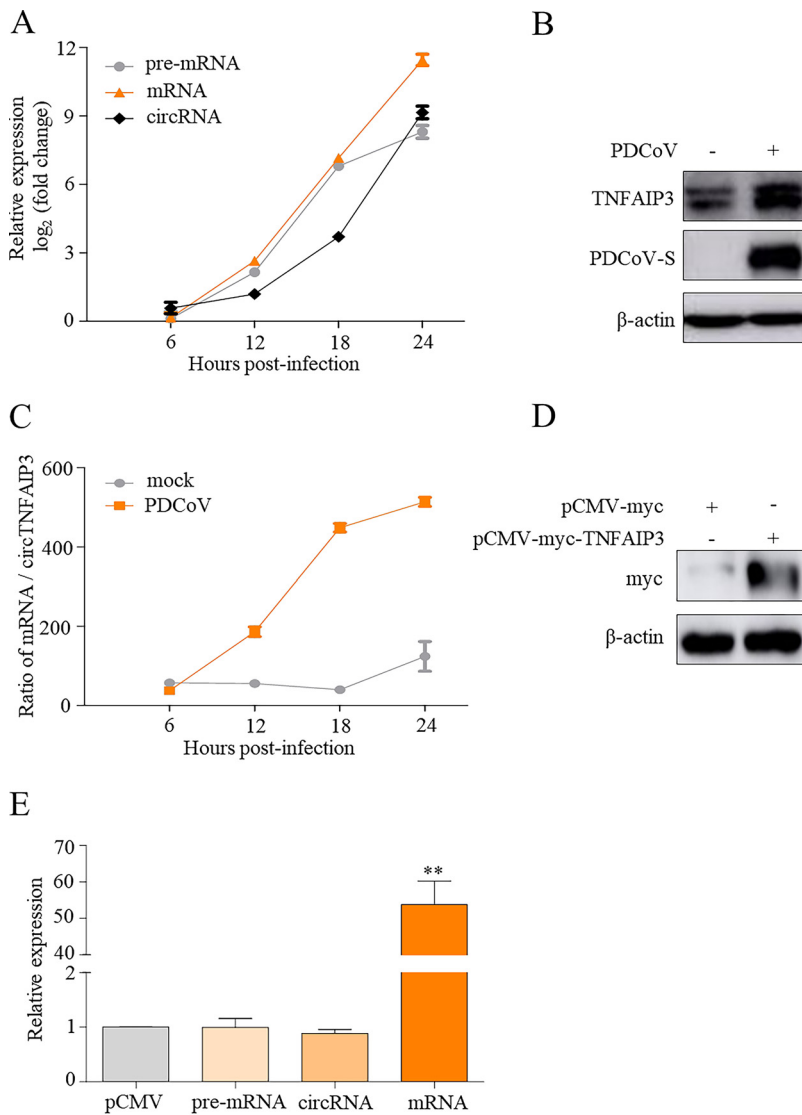 A
Relative expression
log2 (fold change)
12
9
6
3
0
pre-mRNA
mRNA
circRNA
6 12 18 24
Hours post-infection
B
PDCoV - +
TNFAIP3
PDCoV-S
β-actin
C
Ratio of mRNA / circTNFAIP3
600
400
200
0
mock
PDCoV
6 12 18 24
Hours post-infection
D
pCMV-myc + -
pCMV-myc-TNFAIP3 - +
myc
β-actin
E
Relative expression
70
60
50
40
2
1
0
**
pCMV pre-mRNA circRNA mRNA